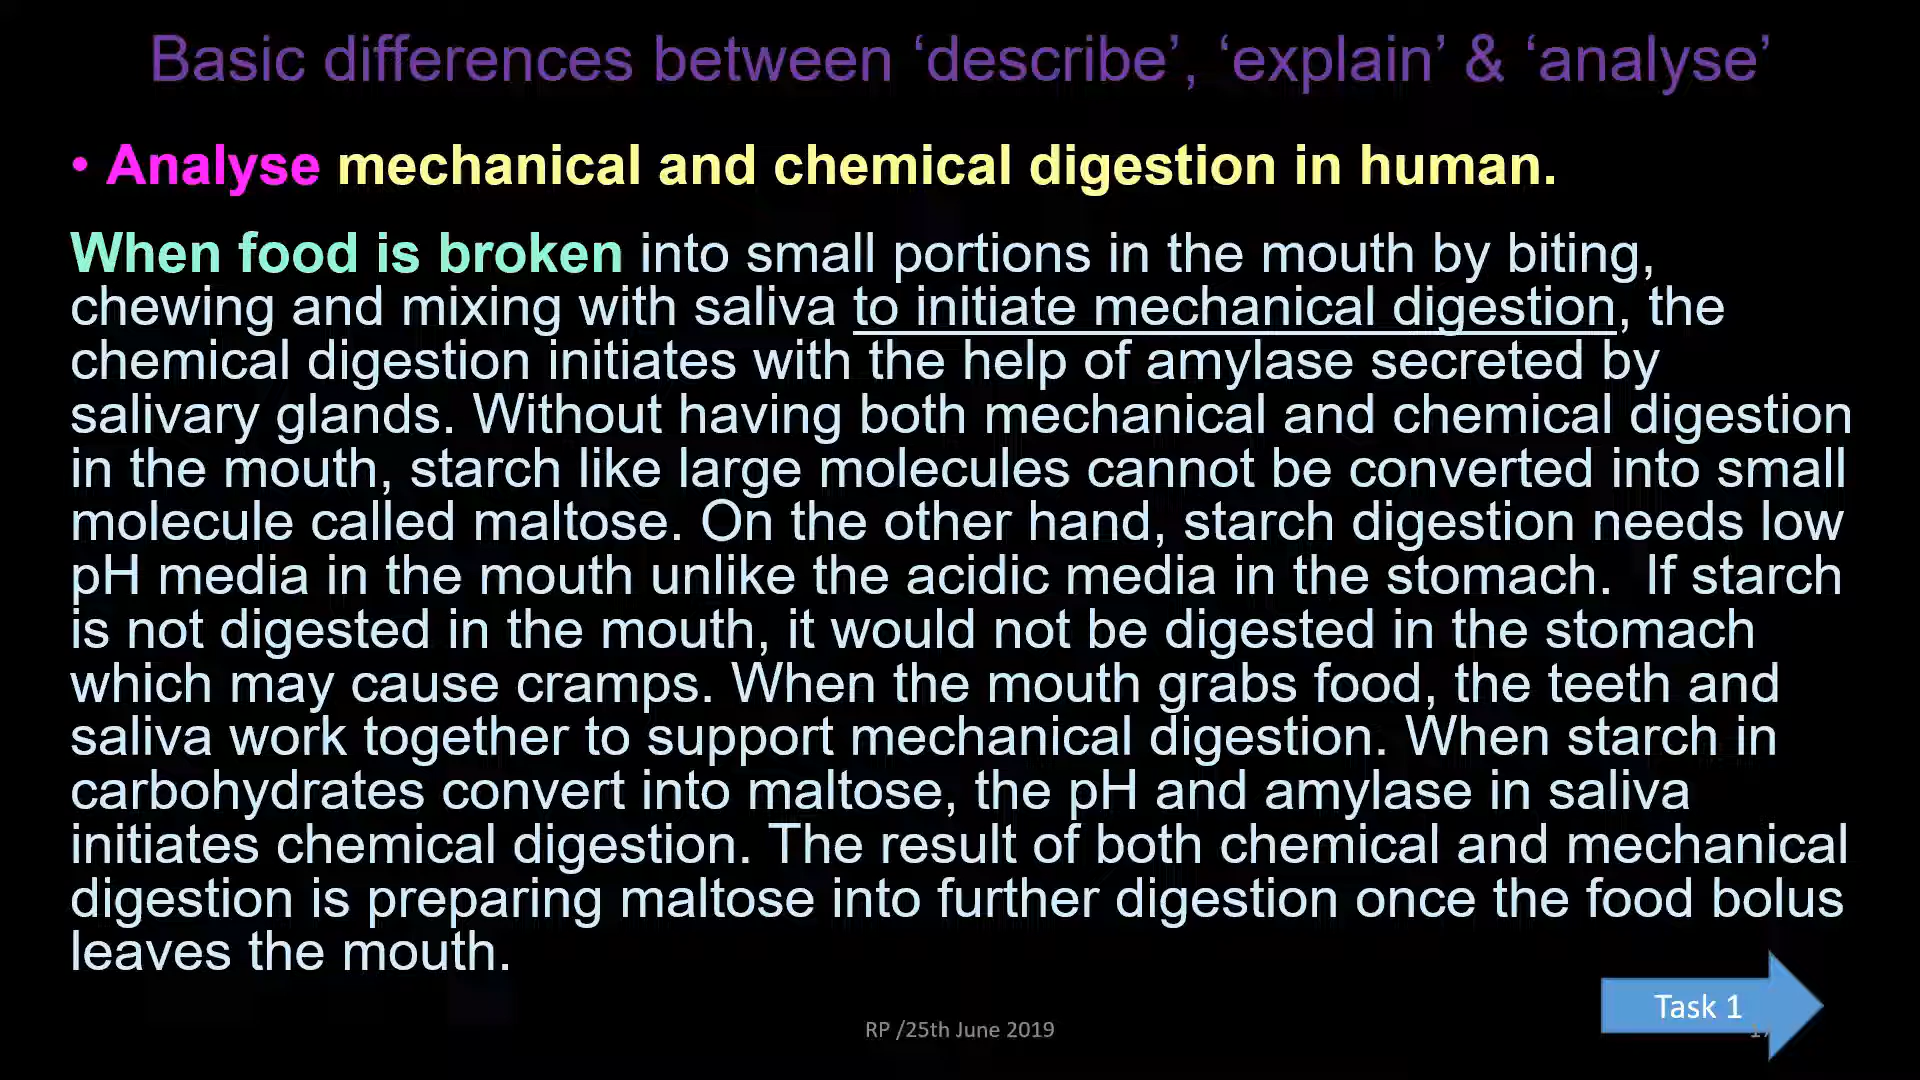 Basic differences between ‘describe’, ‘explain’ & ‘analyse’
• Analyse mechanical and chemical digestion in human.
When food is broken into small portions in the mouth by biting,
chewing and mixing with saliva to initiate mechanical digestion, the
chemical digestion initiates with the help of amylase secreted by
salivary glands. Without having both mechanical and chemical digestion
in the mouth, starch like large molecules cannot be converted into small
molecule called maltose. On the other hand, starch digestion needs low
pH media in the mouth unlike the acidic media in the stomach.  If starch
is not digested in the mouth, it would not be digested in the stomach
which may cause cramps. When the mouth grabs food, the teeth and
saliva work together to support mechanical digestion. When starch in
carbohydrates convert into maltose, the pH and amylase in saliva
initiates chemical digestion. The result of both chemical and mechanical
digestion is preparing maltose into further digestion once the food bolus
leaves the mouth.
Task 1
RP /25th June 2019